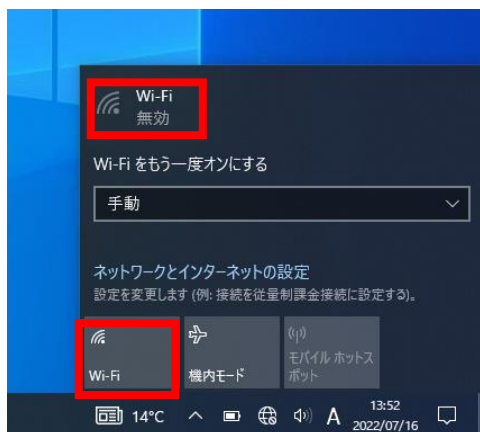 Wi-Fi
無効
Wi-Fi をもう一度オンにする
手動
ネットワークとインターネットの設定
設定を変更します (例: 接続を従量制課金接続に設定する)。
Wi-Fi
機内モード
モバイル ホットス
ポット
14°C
A
13:52
2022/07/16